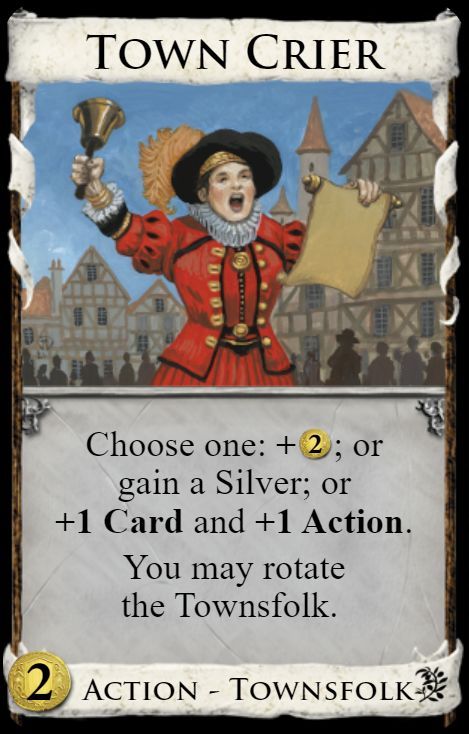 Town Crier
Choose one: +2; or
gain a Silver; or
+1 Card and +1 Action.
You may rotate
the Townsfolk.
2 Action - Townsfolk